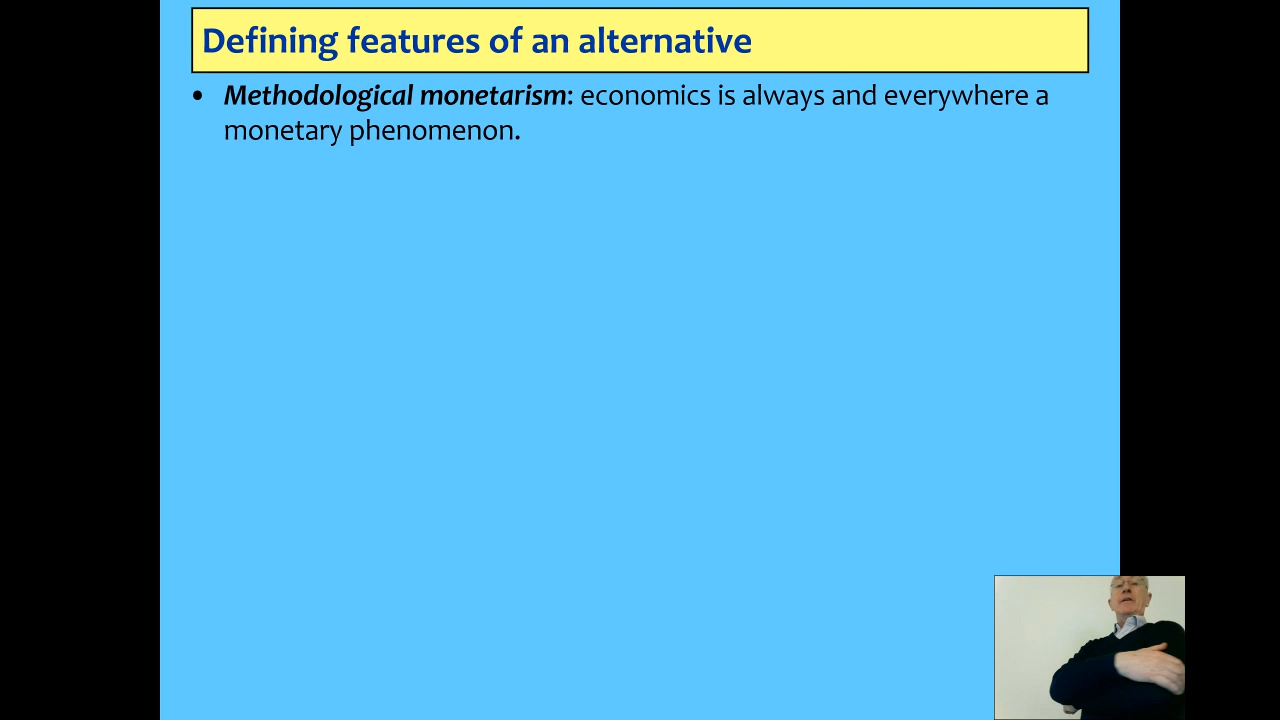 Defining features of an alternative
• Methodological monetarism: economics is always and everywhere a
monetary phenomenon.